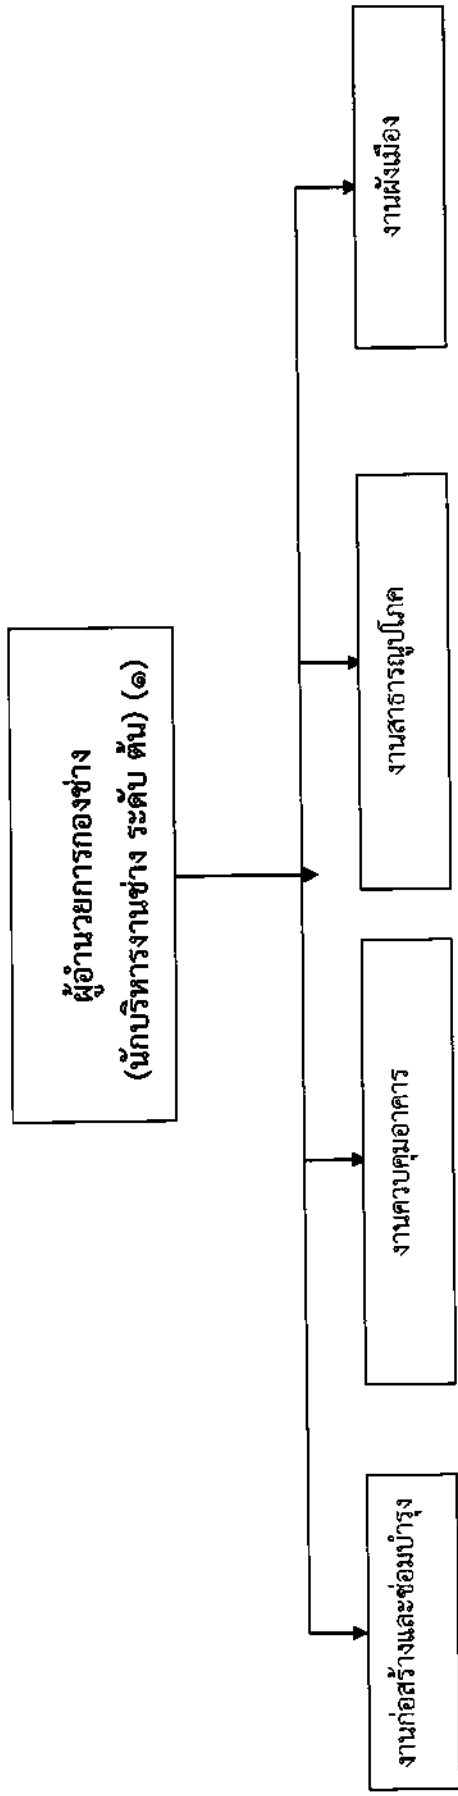 ผู้อำนวยการกองช่าง
(นักบริหารงานช่าง ระดับ ต้น) (๑)
งานก่อสร้างและซ่อมบำรุง
งานควบคุมอาคาร
งานสาธารณูปโภค
งานผังเมือง